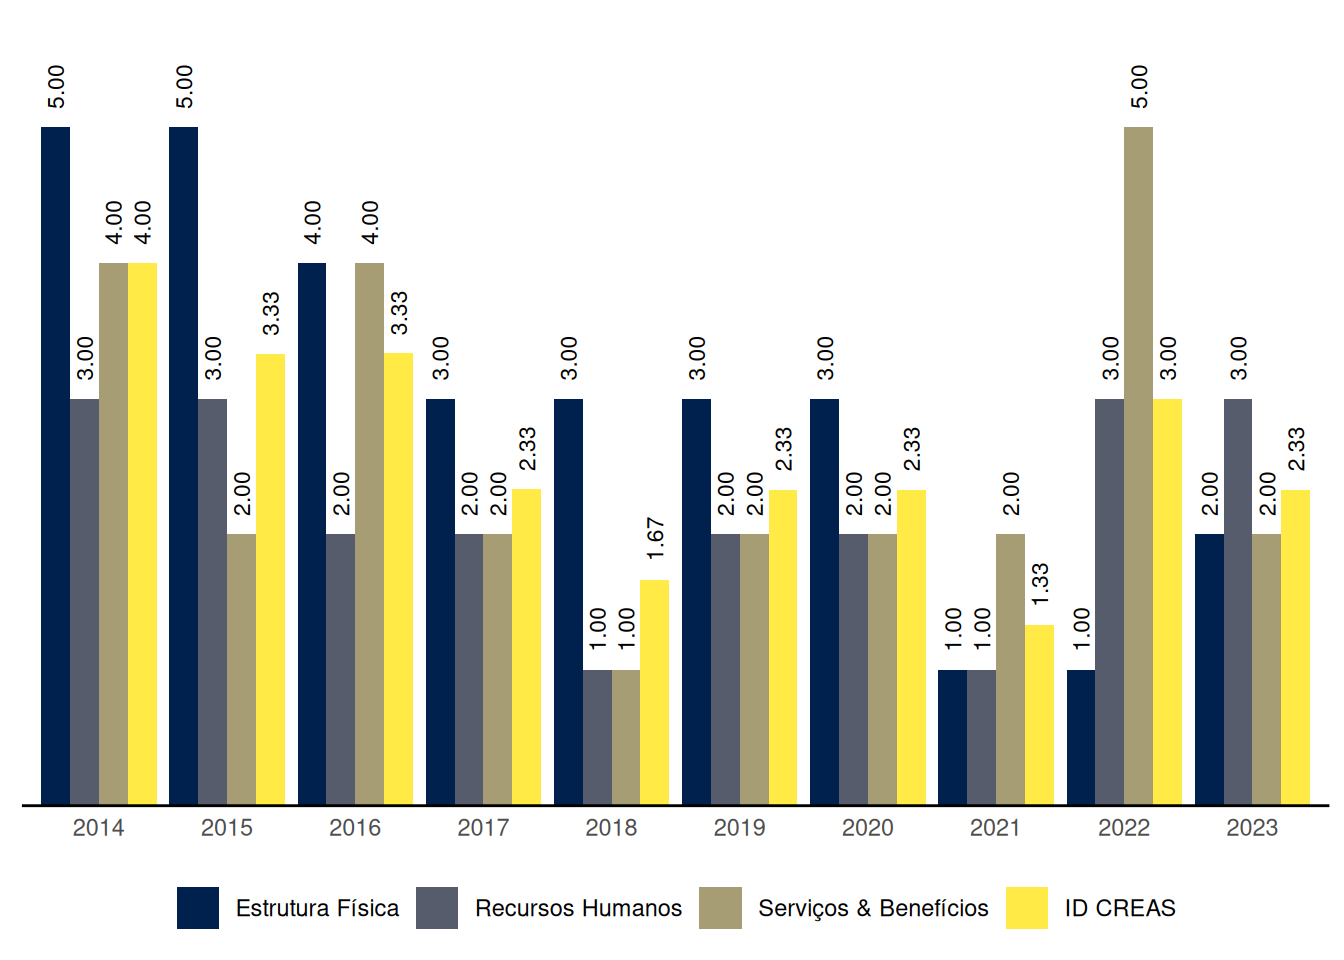 5.00 3.00 4.00 4.00
5.00 3.00 2.00 3.33
4.00 2.00 4.00 3.33
3.00 2.00 2.00 2.33
3.00 1.00 1.00 1.67
3.00 2.00 2.00 2.33
3.00 2.00 2.00 2.33
1.00 1.00 2.00 1.33
1.00 3.00 5.00 3.00
2.00 3.00 2.00 2.33
2014 2015 2016 2017 2018 2019 2020 2021 2022 2023
Estrutura Física Recursos Humanos Serviços & Benefícios ID CREAS